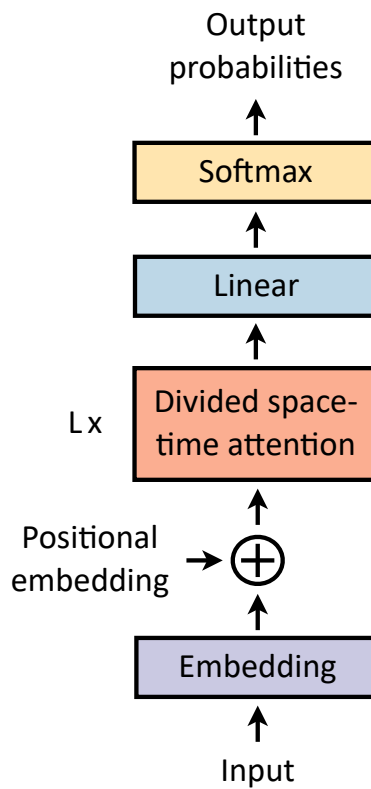 Output
probabilities
Softmax
Linear
L x
Divided space-
time attention
Positional
embedding
Embedding
Input